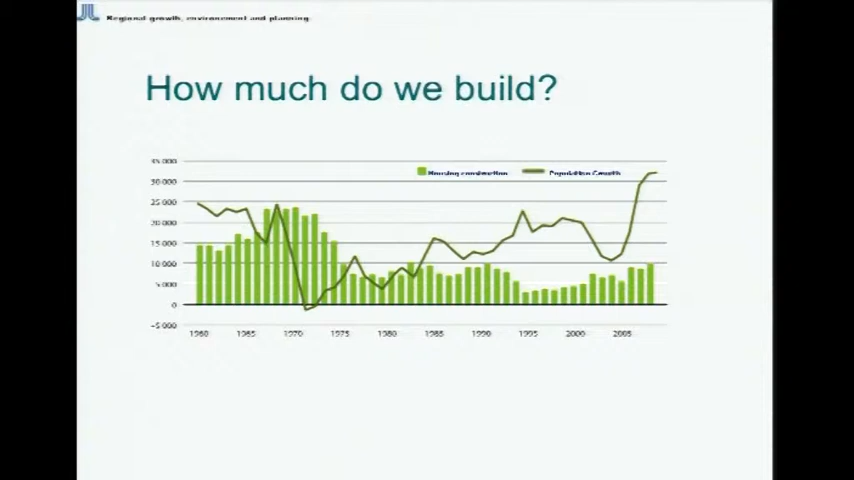 Regional growth, environment and planning
How much do we build?
35 000
Housing construction Population Growth
30 000
25 000
20 000
15 000
10 000
5 000
0
-5 000
1960 1965 1970 1975 1980 1985 1990 1995 2000 2005